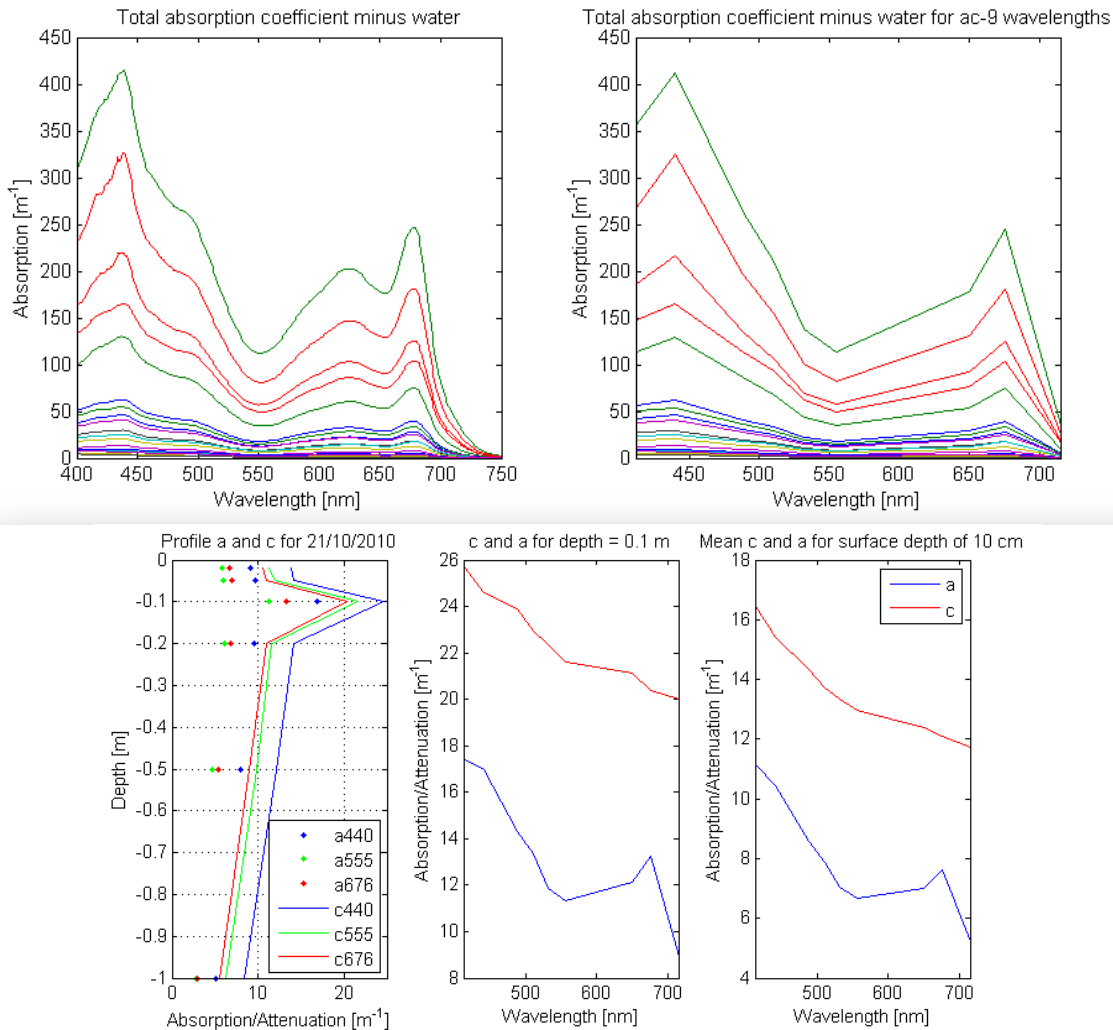 Total absorption coefficient minus water
450
400
350
300
250
200
150
100
50
0
Absorption [m⁻¹]
400 450 500 550 600 650 700 750
Wavelength [nm]
Total absorption coefficient minus water for ac-9 wavelengths
450
400
350
300
250
200
150
100
50
0
Absorption [m⁻¹]
450 500 550 600 650 700
Wavelength [nm]
Profile a and c for 21/10/2010
0
-0.1
-0.2
-0.3
-0.4
-0.5
-0.6
-0.7
-0.8
-0.9
-1
Depth [m]
a440
a555
a676
c440
c555
c676
0 10 20
Absorption/Attenuation [m⁻¹]
c and a for depth = 0.1 m
26
24
22
20
18
16
14
12
10
8
Absorption/Attenuation [m⁻¹]
500 600 700
Wavelength [nm]
Mean c and a for surface depth of 10 cm
18
16
14
12
10
8
6
4
Absorption/Attenuation [m⁻¹]
a
c
500 600 700
Wavelength [nm]